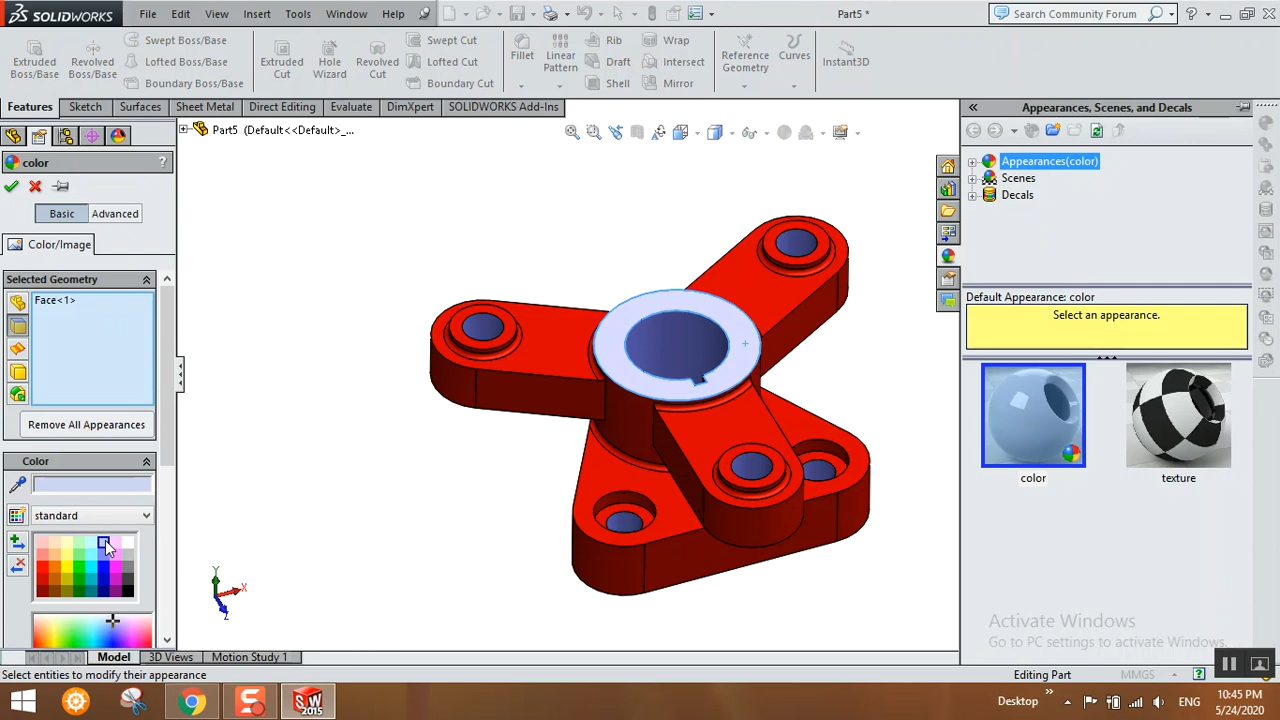 SOLIDWORKS File Edit View Insert Tools Window Help Part5 * Search Community Forum
Extruded Boss/Base
Revolved Boss/Base
Swept Boss/Base
Lofted Boss/Base
Boundary Boss/Base
Extruded Cut
Hole Wizard
Revolved Cut
Swept Cut
Lofted Cut
Boundary Cut
Fillet
Linear Pattern
Rib
Draft
Shell
Wrap
Intersect
Mirror
Reference Geometry
Curves
Instant3D
Features Sketch Surfaces Sheet Metal Direct Editing Evaluate DimXpert SOLIDWORKS Add-Ins
Part5 (Default<<Default>_...
color ?
Basic Advanced
Color/Image
Selected Geometry
Face<1>
Remove All Appearances
Color
standard
Y
X
Z
Appearances, Scenes, and Decals
Appearances(color)
Scenes
Decals
Default Appearance: color
Select an appearance.
color
texture
Activate Windows
Go to PC settings to activate Windows.
Model 3D Views Motion Study 1
Select entities to modify their appearance
Editing Part MMGS
SW 2015
Desktop
ENG
10:45 PM
5/24/2020